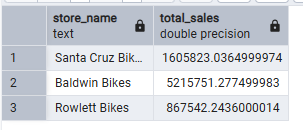 store_name total_sales
text double precision
1 Santa Cruz Bik... 1605823.0364999974
2 Baldwin Bikes 5215751.277499983
3 Rowlett Bikes 867542.2436000014